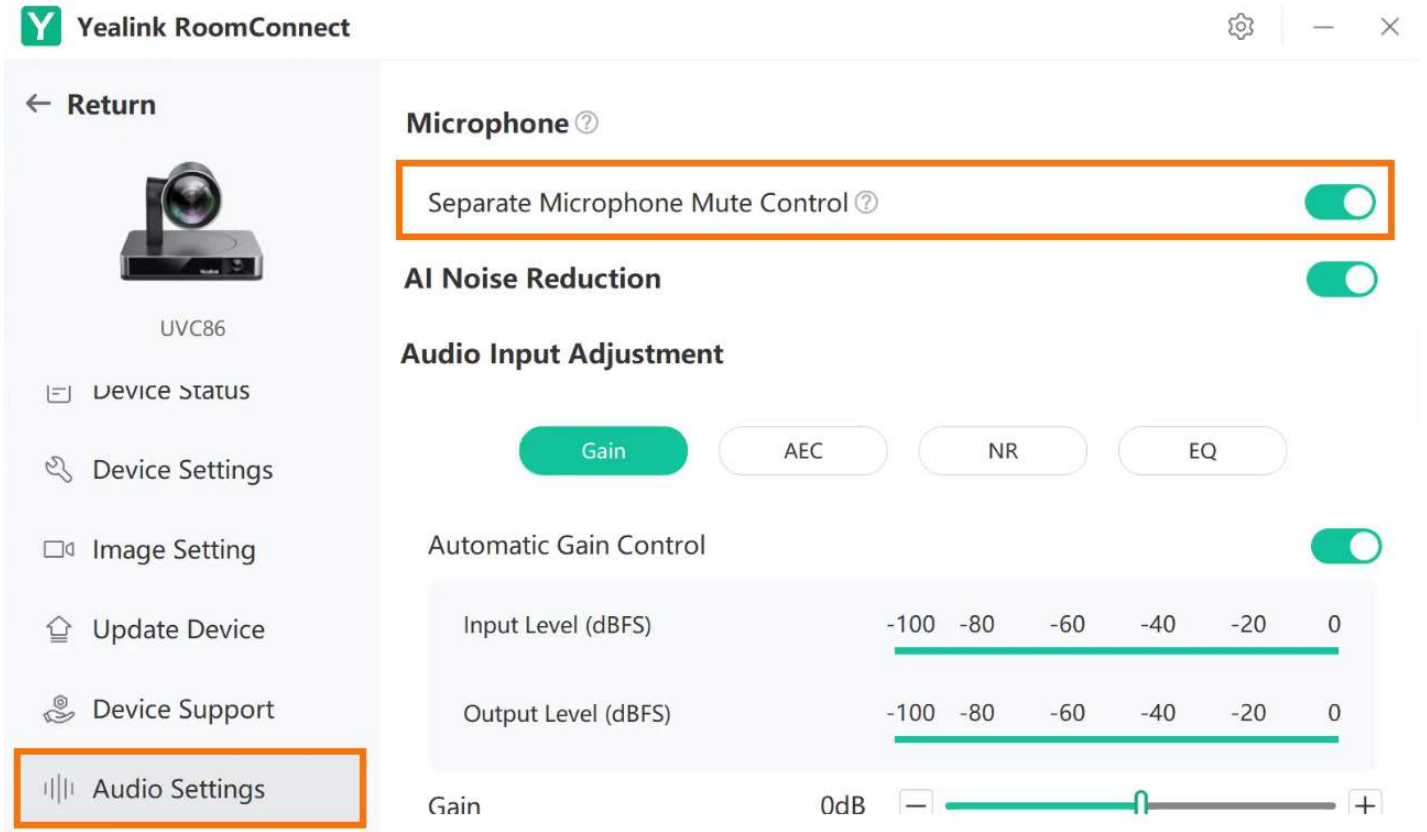 Y Yealink RoomConnect
← Return
Yealink
UVC86
Device Status
Device Settings
Image Setting
Update Device
Device Support
Audio Settings
Microphone ?
Separate Microphone Mute Control ?
AI Noise Reduction
Audio Input Adjustment
Gain AEC NR EQ
Automatic Gain Control
Input Level (dBFS) -100 -80 -60 -40 -20 0
Output Level (dBFS) -100 -80 -60 -40 -20 0
Gain 0dB − +